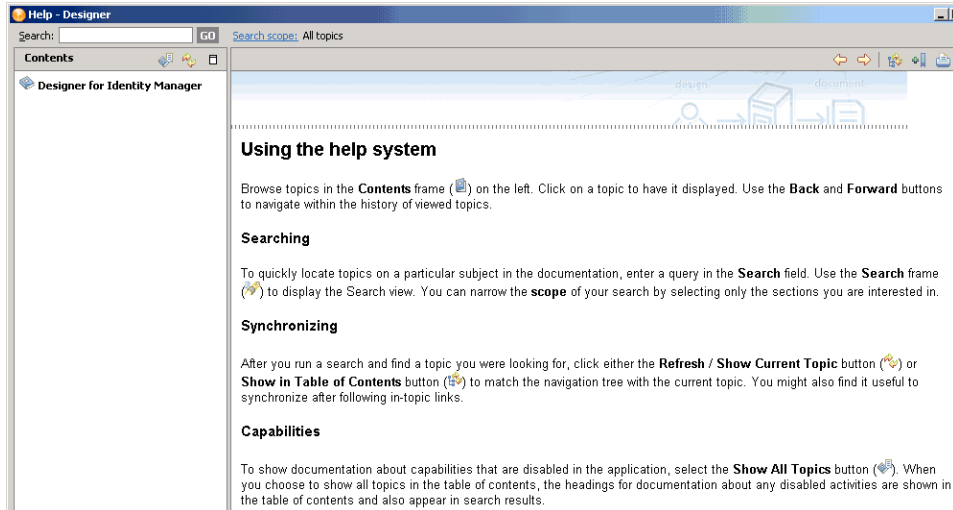 Help - Designer
Search: GO Search scope: All topics
Contents
Designer for Identity Manager
design document
Using the help system
Browse topics in the Contents frame ( ) on the left. Click on a topic to have it displayed. Use the Back and Forward buttons
to navigate within the history of viewed topics.
Searching
To quickly locate topics on a particular subject in the documentation, enter a query in the Search field. Use the Search frame
( ) to display the Search view. You can narrow the scope of your search by selecting only the sections you are interested in.
Synchronizing
After you run a search and find a topic you were looking for, click either the Refresh / Show Current Topic button ( ) or
Show in Table of Contents button ( ) to match the navigation tree with the current topic. You might also find it useful to
synchronize after following in-topic links.
Capabilities
To show documentation about capabilities that are disabled in the application, select the Show All Topics button ( ). When
you choose to show all topics in the table of contents, the headings for documentation about any disabled activities are shown in
the table of contents and also appear in search results.